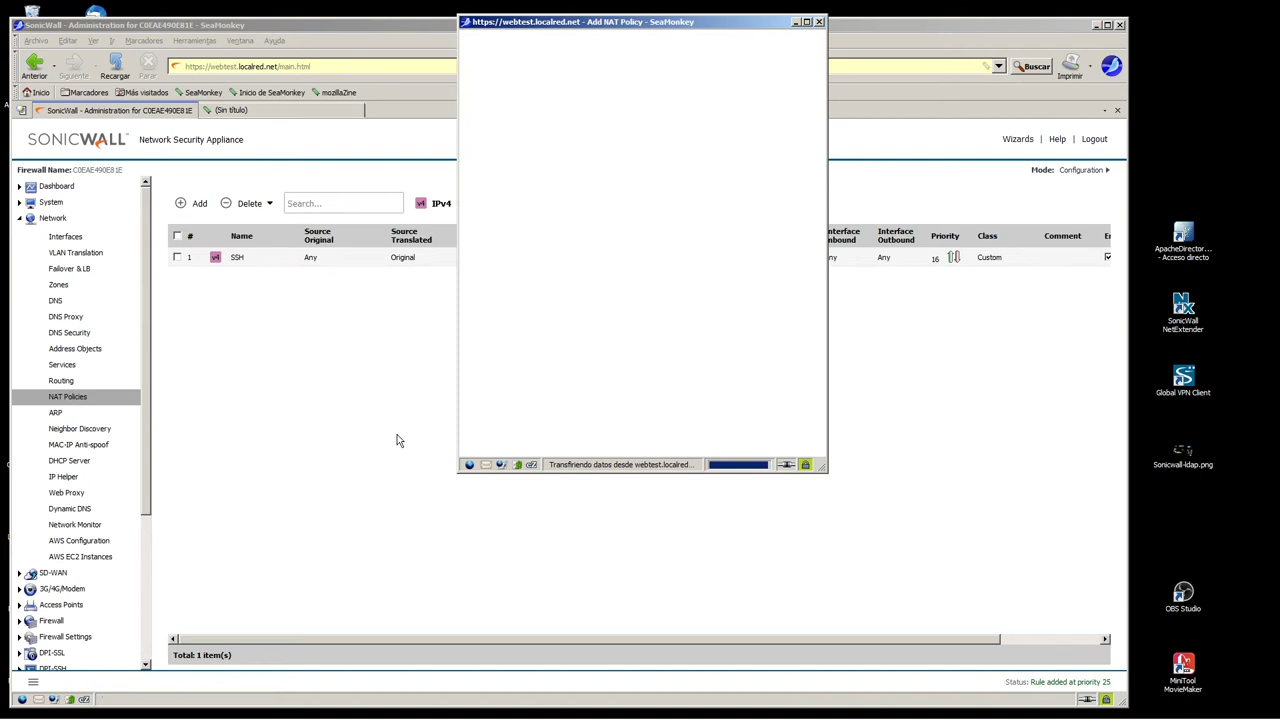 SonicWall - Administration for C0EAE490E81E - SeaMonkey
https://webtest.localred.net - Add NAT Policy - SeaMonkey
Archivo Editar Ver Ir Marcadores Herramientas Ventana Ayuda
Anterior Siguiente Recargar Parar https://webtest.localred.net/main.html Buscar Imprimir
Inicio Marcadores Más visitados SeaMonkey Inicio de SeaMonkey mozillaZine
SonicWall - Administration for C0EAE490E81E (Sin título)
SONICWALL Network Security Appliance Wizards | Help | Logout
Firewall Name: C0EAE490E81E Mode: Configuration
Dashboard
System
Network
Interfaces
VLAN Translation
Failover & LB
Zones
DNS
DNS Proxy
DNS Security
Address Objects
Services
Routing
NAT Policies
ARP
Neighbor Discovery
MAC-IP Anti-spoof
DHCP Server
IP Helper
Web Proxy
Dynamic DNS
Network Monitor
AWS Configuration
AWS EC2 Instances
SD-WAN
3G/4G/Modem
Access Points
Firewall
Firewall Settings
DPI-SSL
DPI-SSH
Add Delete Search... v4 IPv4
# Name Source Original Source Translated Interface Inbound Interface Outbound Priority Class Comment
1 v4 SSH Any Original Any 16 Custom
Transfiriendo datos desde webtest.localred...
Total: 1 item(s)
Status: Rule added at priority 25
ApacheDirector...
- Acceso directo
SonicWall
NetExtender
Global VPN Client
Sonicwall-ldap.png
OBS Studio
MiniTool
MovieMaker